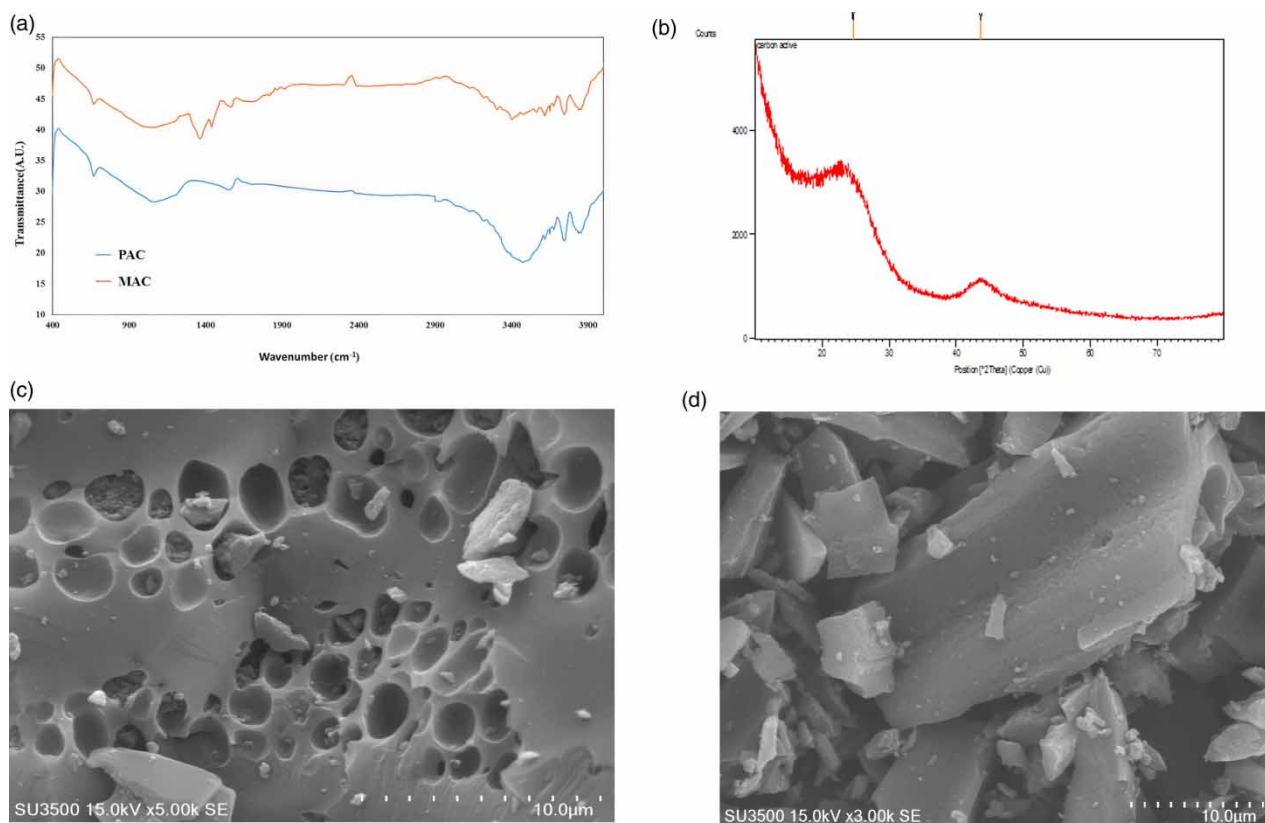 (a)
55
50
45
40
35
30
25
20
15
10
Transmittance(A.U.)
PAC
MAC
400 900 1400 1900 2400 2900 3400 3900
Wavenumber (cm-1)
(b)
Counts
carbon active
4000
2000
0
20 30 40 50 60 70
Position [°2Theta] (Copper (Cu))
(c)
SU3500 15.0kV x5.00k SE 10.0µm
(d)
SU3500 15.0kV x3.00k SE 10.0µm